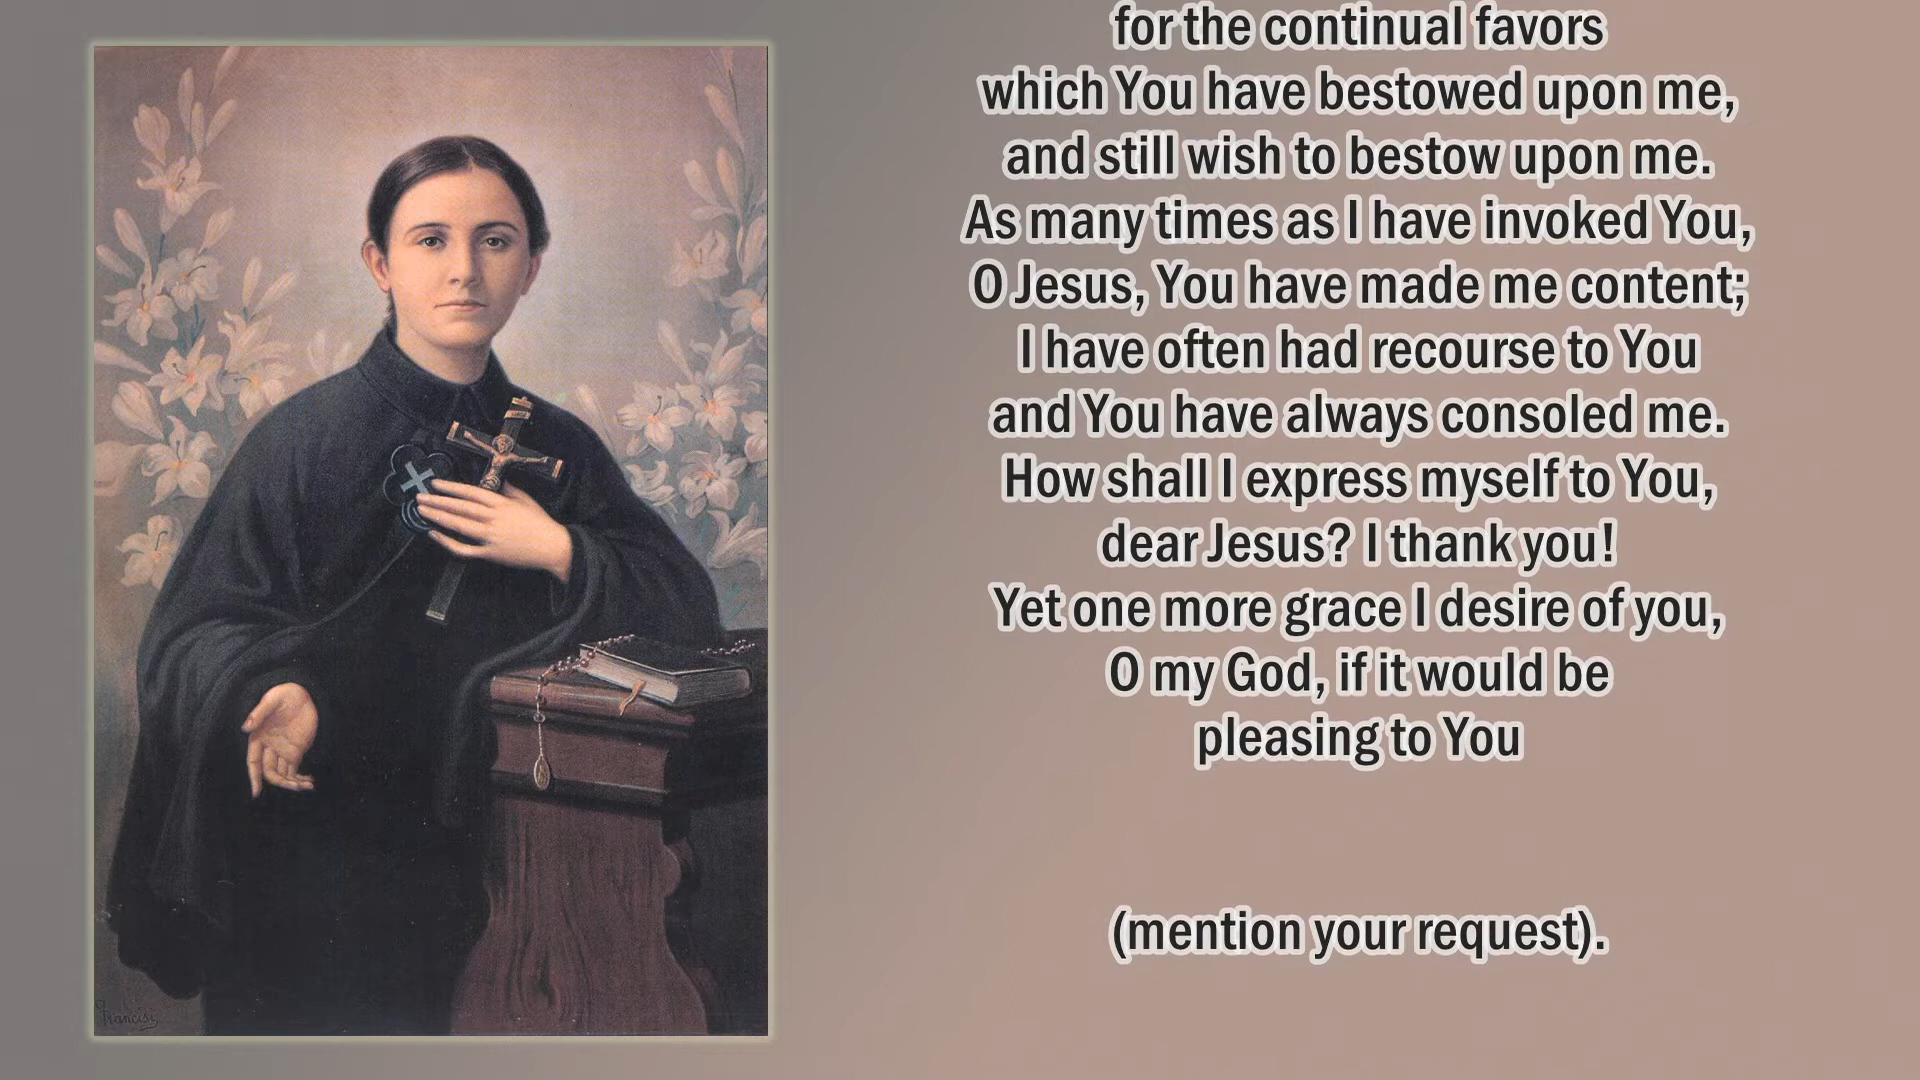 for the continual favors
which You have bestowed upon me,
and still wish to bestow upon me.
As many times as I have invoked You,
O Jesus, You have made me content;
I have often had recourse to You
and You have always consoled me.
How shall I express myself to You,
dear Jesus? I thank you!
Yet one more grace I desire of you,
O my God, if it would be
pleasing to You
(mention your request).